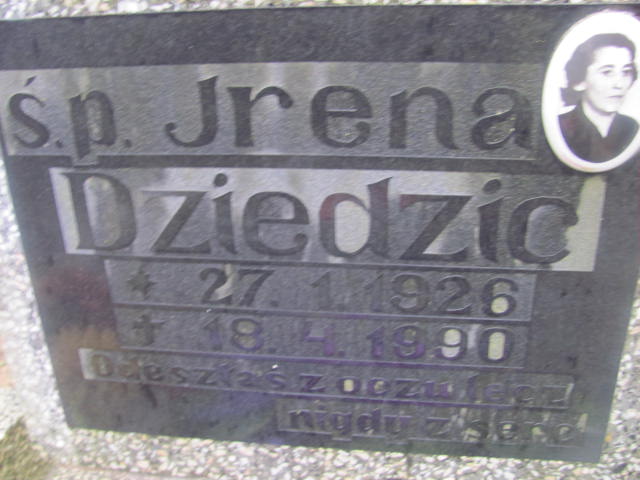 ś.p. Jrena
Dziedzic
* 27. 1. 1926
✝ 18. 4. 1990
Odeszłaś z oczu lecz
nigdy z serc